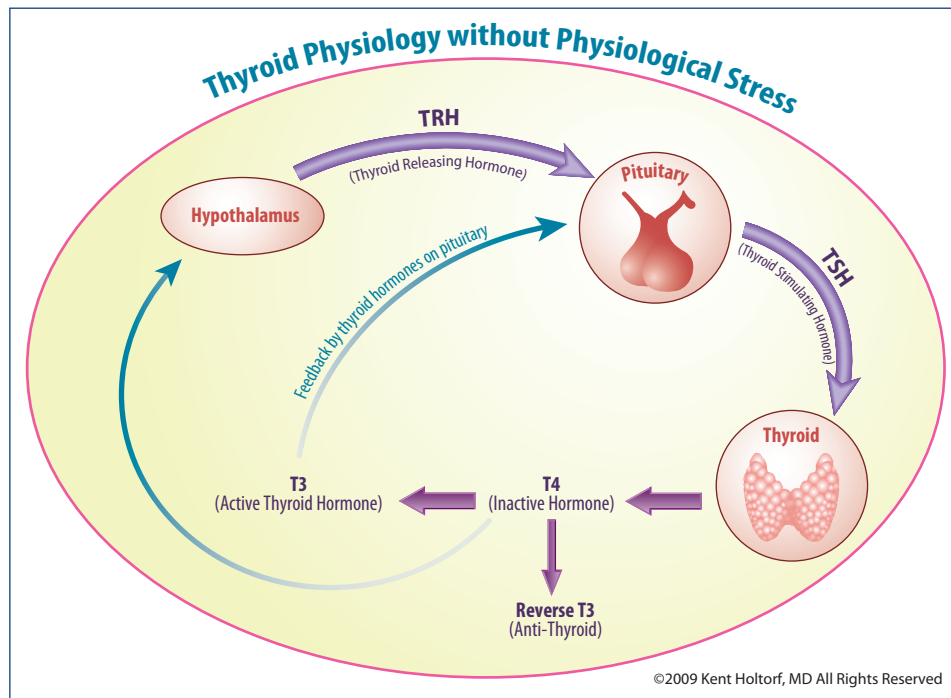 Thyroid Physiology without Physiological Stress
TRH
(Thyroid Releasing Hormone)
Hypothalamus
Pituitary
Feedback by thyroid hormones on pituitary
TSH
(Thyroid Stimulating Hormone)
Thyroid
T3
(Active Thyroid Hormone)
T4
(Inactive Hormone)
Reverse T3
(Anti-Thyroid)
©2009 Kent Holtorf, MD All Rights Reserved